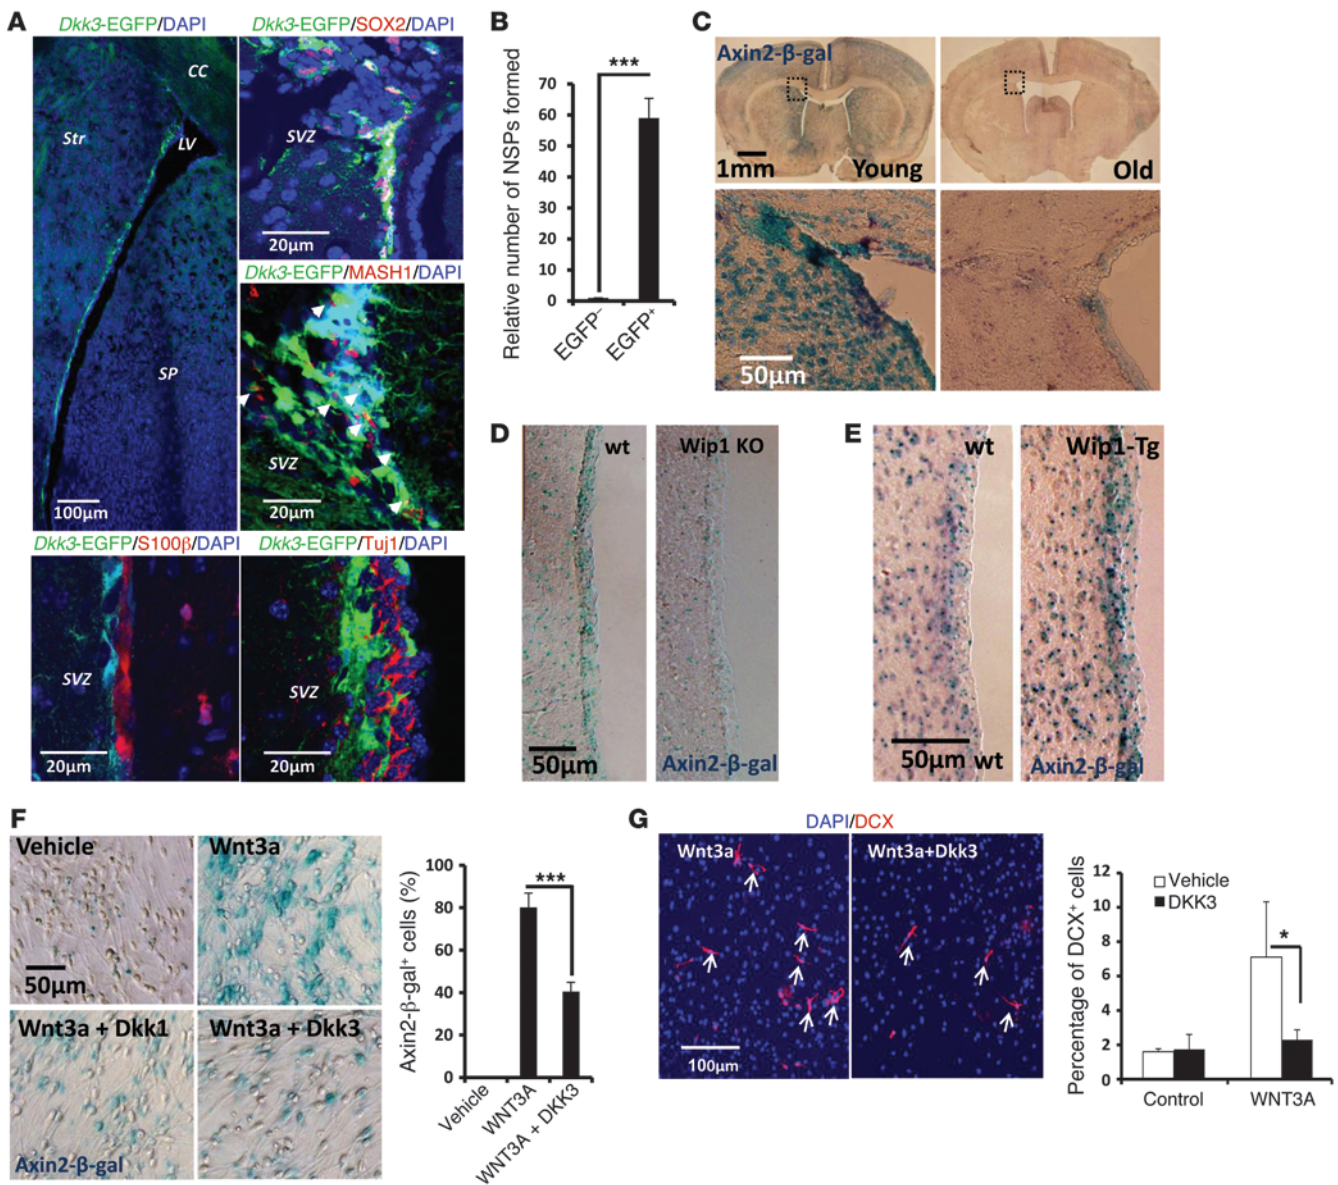 A
Dkk3-EGFP/DAPI
CC
Str
LV
SP
100μm
Dkk3-EGFP/SOX2/DAPI
SVZ
20μm
Dkk3-EGFP/MASH1/DAPI
SVZ
20μm
Dkk3-EGFP/S100β/DAPI
SVZ
20μm
Dkk3-EGFP/Tuj1/DAPI
SVZ
20μm
B
Relative number of NSPs formed
70
60
50
40
30
20
10
0
***
EGFP⁻
EGFP⁺
C
Axin2-β-gal
1mm
Young
Old
50μm
D
wt
Wip1 KO
50μm
Axin2-β-gal
E
wt
Wip1-Tg
50μm
wt
Axin2-β-gal
F
Vehicle
Wnt3a
50μm
Wnt3a + Dkk1
Wnt3a + Dkk3
Axin2-β-gal
Axin2-β-gal⁺ cells (%)
100
80
60
40
20
0
***
Vehicle
WNT3A
WNT3A + DKK3
G
DAPI/DCX
Wnt3a
Wnt3a+Dkk3
100μm
Percentage of DCX⁺ cells
12
10
8
6
4
2
0
Vehicle
DKK3
*
Control
WNT3A